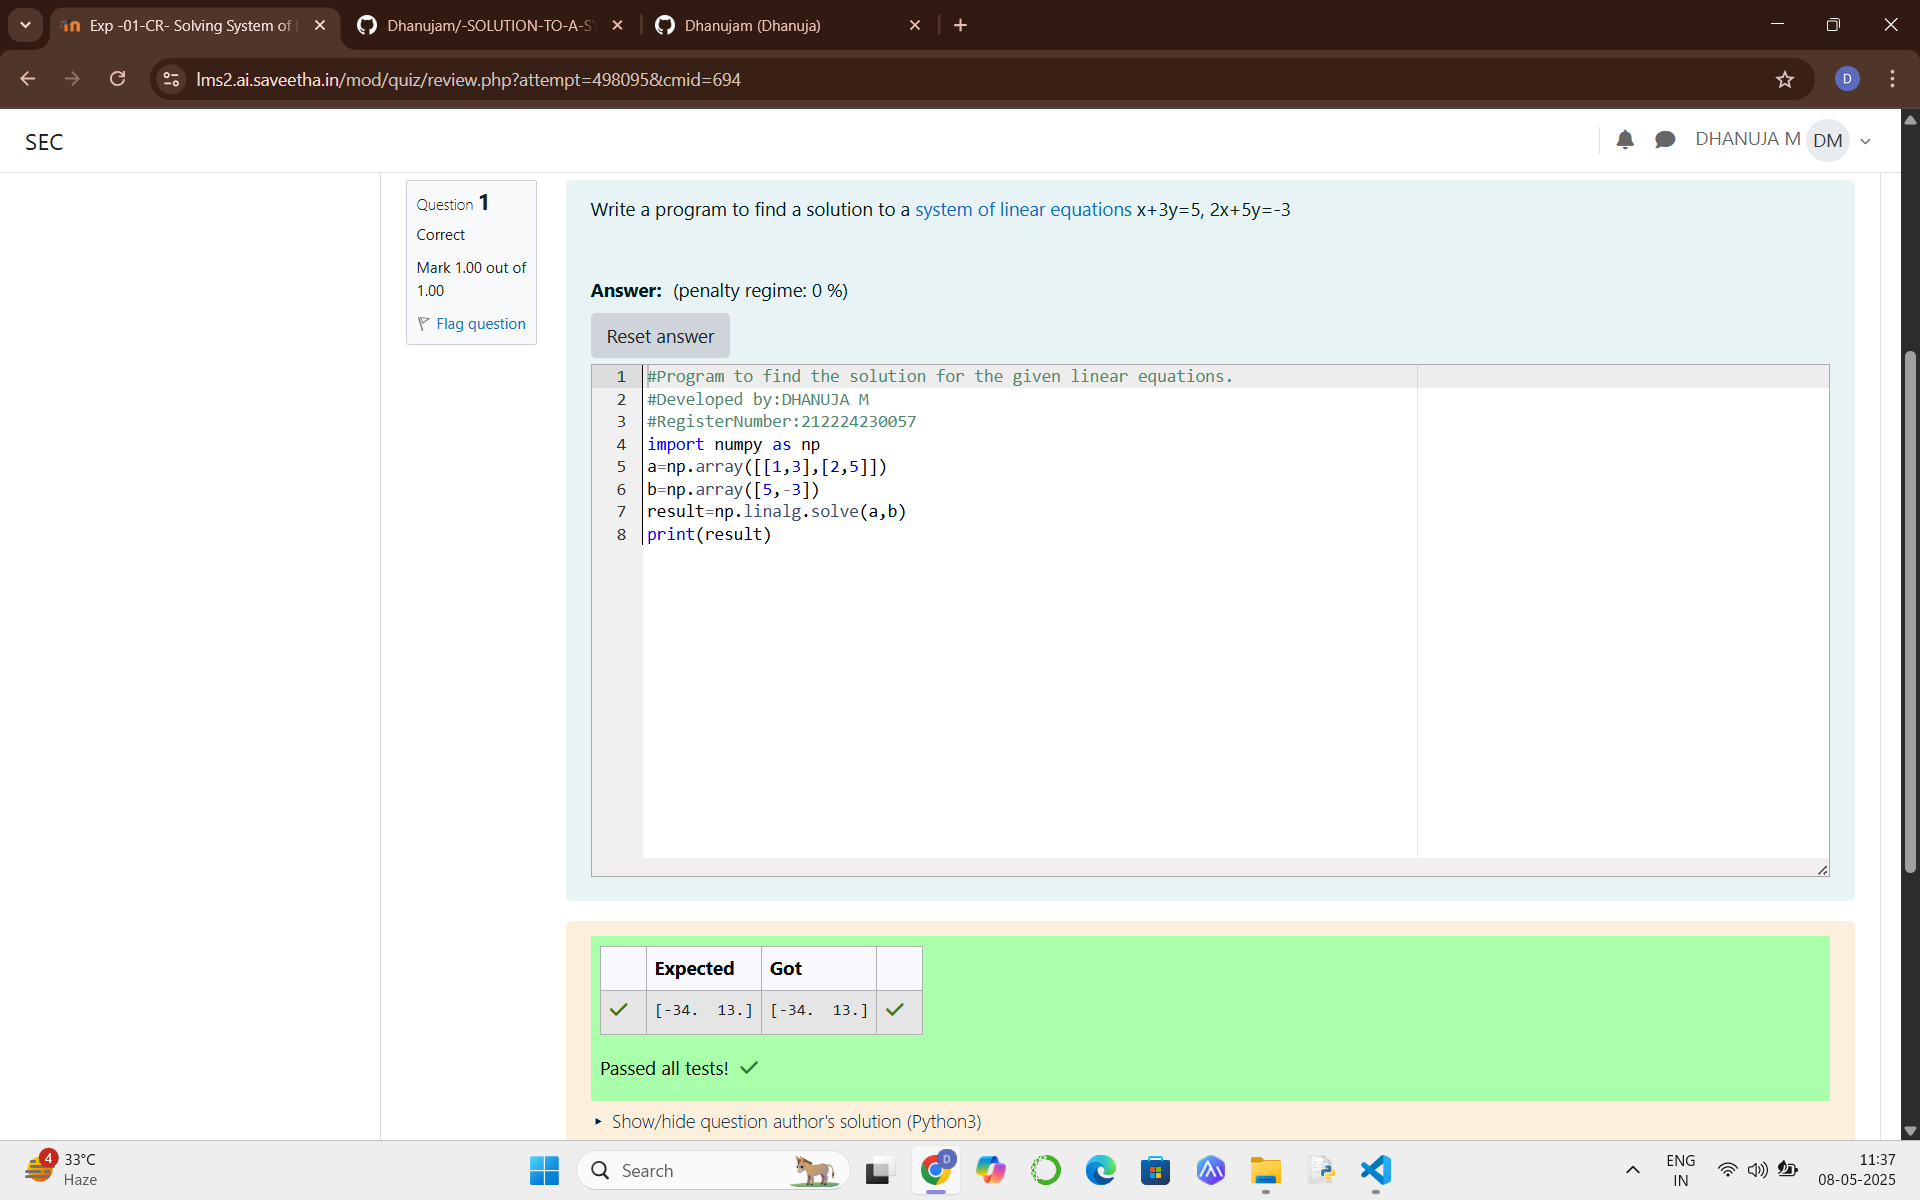 Exp -01-CR- Solving System of
Dhanujam/-SOLUTION-TO-A-S
Dhanujam (Dhanuja)
lms2.ai.saveetha.in/mod/quiz/review.php?attempt=498095&cmid=694
D
SEC
DHANUJA M
DM
Question 1
Correct
Mark 1.00 out of
1.00
Flag question
Write a program to find a solution to a system of linear equations x+3y=5, 2x+5y=-3
Answer: (penalty regime: 0 %)
Reset answer
1 #Program to find the solution for the given linear equations.
2 #Developed by:DHANUJA M
3 #RegisterNumber:212224230057
4 import numpy as np
5 a=np.array([[1,3],[2,5]])
6 b=np.array([5,-3])
7 result=np.linalg.solve(a,b)
8 print(result)
Expected Got
[-34.  13.] [-34.  13.]
Passed all tests!
Show/hide question author's solution (Python3)
4
33°C
Haze
Search
D
ENG
IN
11:37
08-05-2025